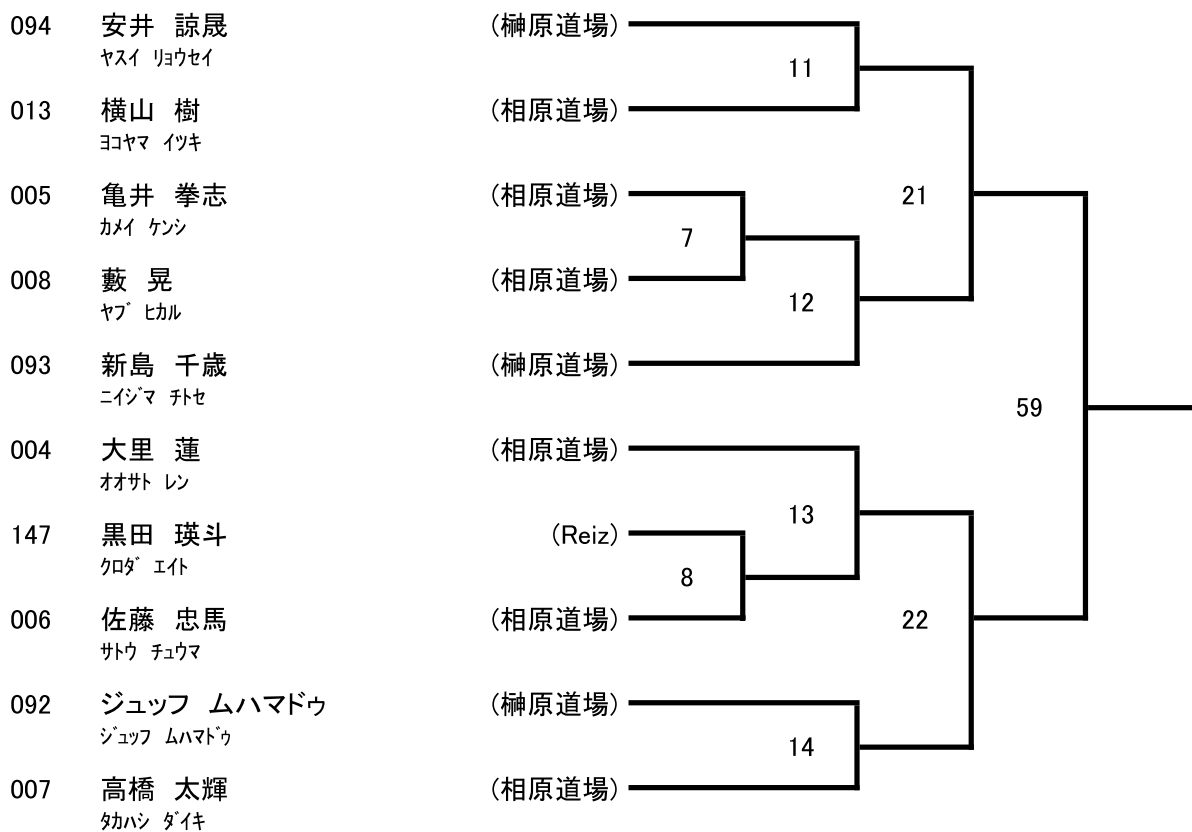 094 安井 諒晟 (榊原道場)
ﾔｽｲ ﾘｮｳｾｲ
11
013 横山 樹 (相原道場)
ﾖｺﾔﾏ ｲﾂｷ
005 亀井 拳志 (相原道場) 21
ｶﾒｲ ｹﾝｼ
7
008 藪 晃 (相原道場)
ﾔﾌﾞ ﾋｶﾙ
12
093 新島 千歳 (榊原道場)
ﾆｲｼﾞﾏ ﾁﾄｾ
59
004 大里 蓮 (相原道場)
ｵｵｻﾄ ﾚﾝ
13
147 黒田 瑛斗 (Reiz)
ｸﾛﾀﾞ ｴｲﾄ
8
006 佐藤 忠馬 (相原道場) 22
ｻﾄｳ ﾁｭｳﾏ
092 ジュッフ ムハマドゥ (榊原道場)
ｼﾞｭｯﾌ ﾑﾊﾏﾄﾞｩ
14
007 高橋 太輝 (相原道場)
ﾀｶﾊｼ ﾀﾞｲｷ